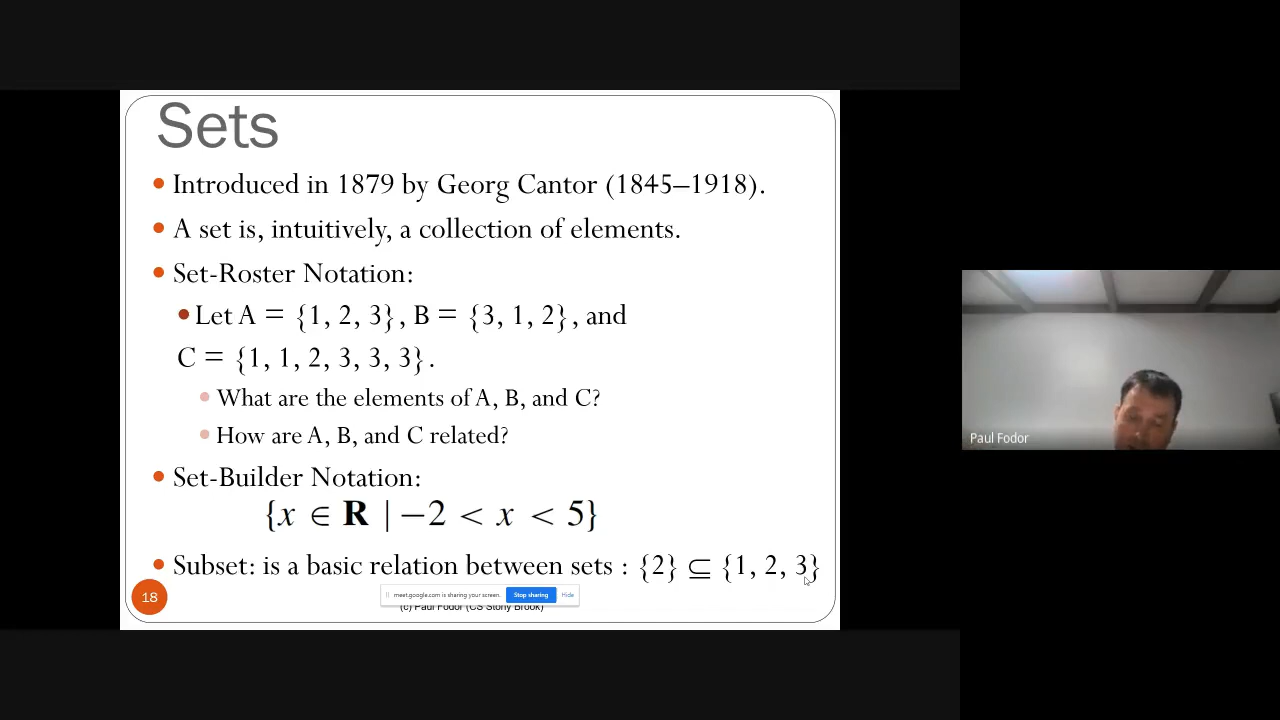 Sets
Introduced in 1879 by Georg Cantor (1845–1918).
A set is, intuitively, a collection of elements.
Set-Roster Notation:
Let A = {1, 2, 3}, B = {3, 1, 2}, and
C = {1, 1, 2, 3, 3, 3}.
What are the elements of A, B, and C?
How are A, B, and C related?
Set-Builder Notation:
{x ∈ R | −2 < x < 5}
Subset: is a basic relation between sets : {2} ⊆ {1, 2, 3}
18
meet.google.com is sharing your screen. Stop sharing Hide
(c) Paul Fodor (CS Stony Brook)
Paul Fodor